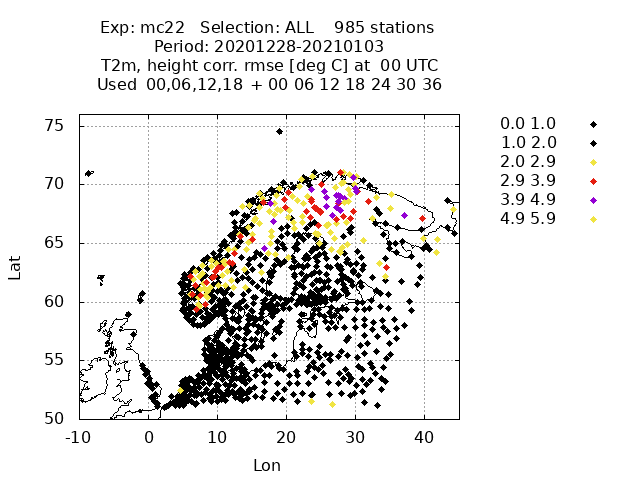 Exp: mc22 Selection: ALL 985 stations
Period: 20201228-20210103
T2m, height corr. rmse [deg C] at 00 UTC
Used 00,06,12,18 + 00 06 12 18 24 30 36
75
70
65
60
55
50
Lat
-10 0 10 20 30 40
Lon
0.0 1.0
1.0 2.0
2.0 2.9
2.9 3.9
3.9 4.9
4.9 5.9